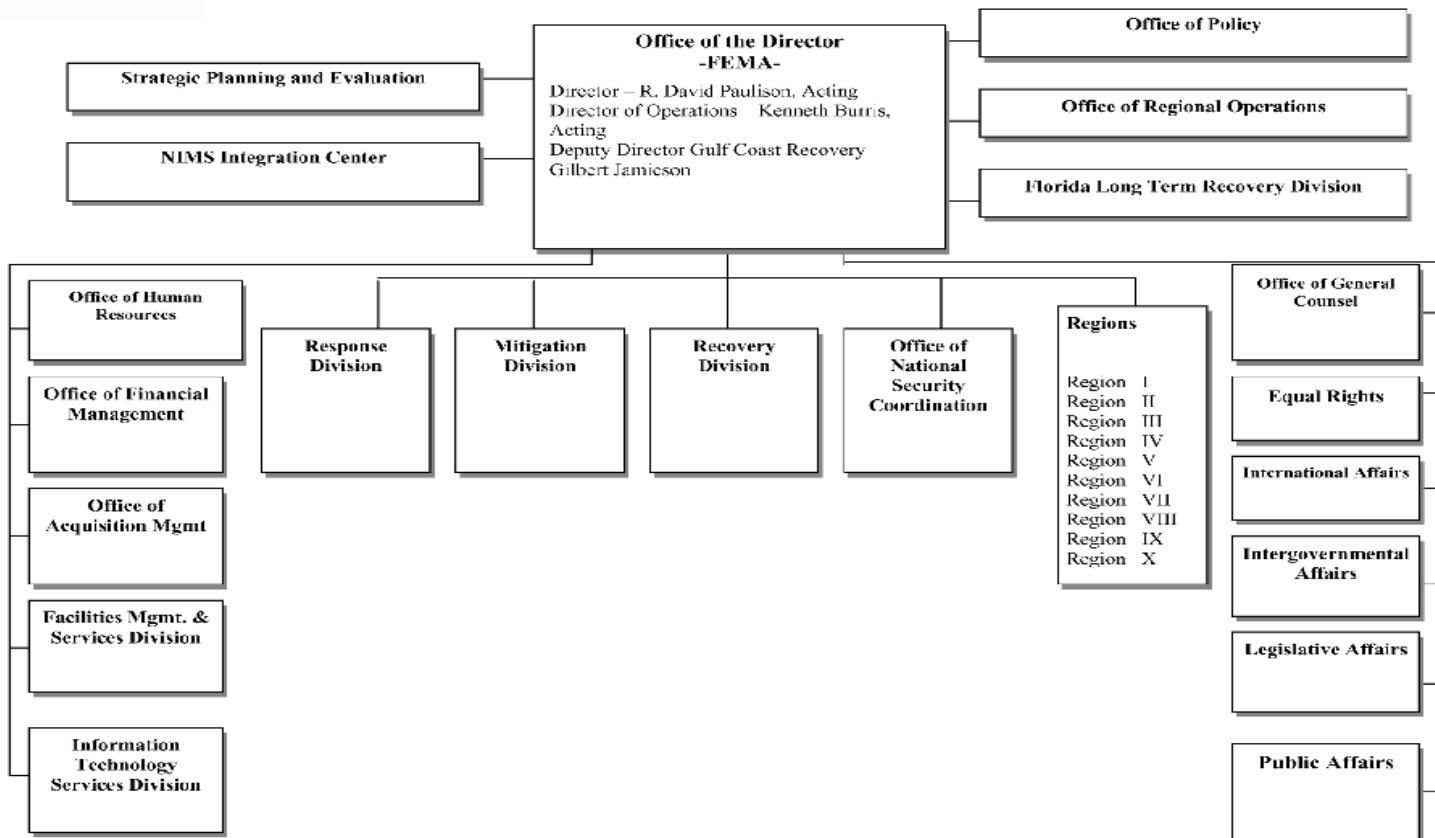 Office of the Director
-FEMA-
Director – R. David Paulison, Acting
Director of Operations Kenneth Burris,
Acting
Deputy Director Gulf Coast Recovery
Gilbert Jamieson
Strategic Planning and Evaluation
NIMS Integration Center
Office of Policy
Office of Regional Operations
Florida Long Term Recovery Division
Office of Human
Resources
Office of Financial
Management
Office of
Acquisition Mgmt
Facilities Mgmt. &
Services Division
Information
Technology
Services Division
Response
Division
Mitigation
Division
Recovery
Division
Office of
National
Security
Coordination
Regions
Region I
Region II
Region III
Region IV
Region V
Region VI
Region VII
Region VIII
Region IX
Region X
Office of General
Counsel
Equal Rights
International Affairs
Intergovernmental
Affairs
Legislative Affairs
Public Affairs